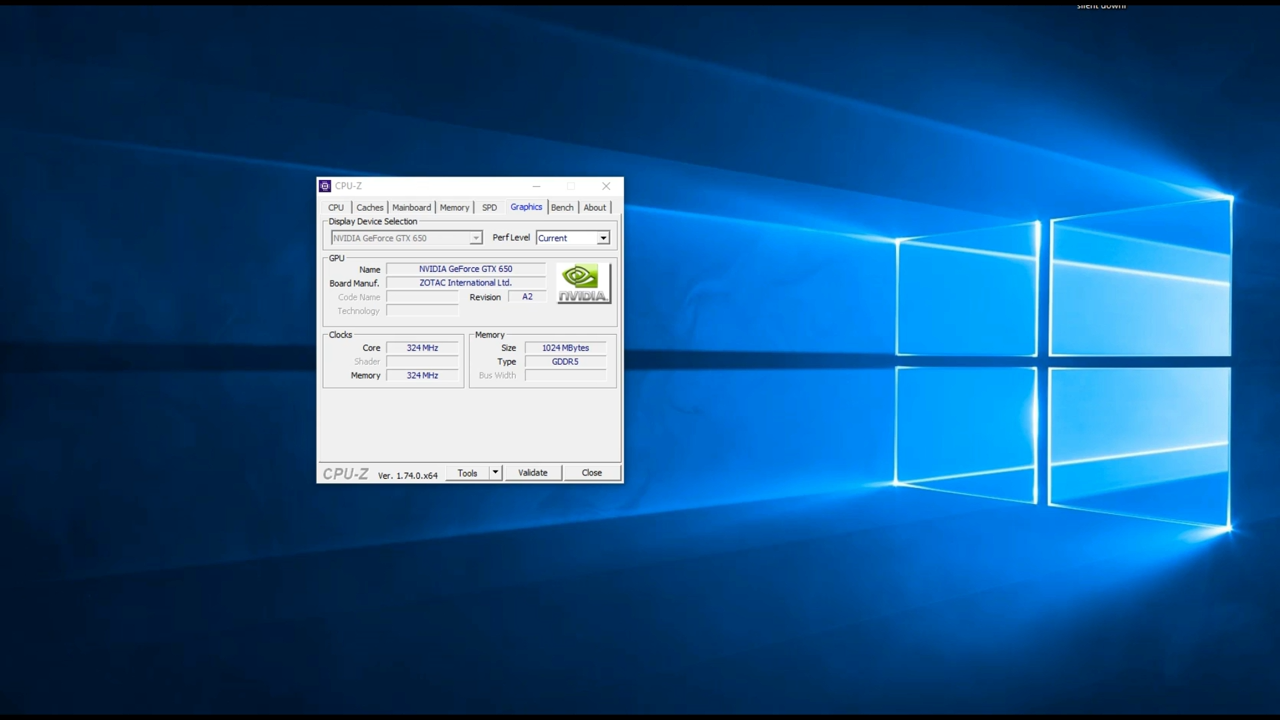 CPU-Z
CPU Caches Mainboard Memory SPD Graphics Bench About
Display Device Selection
NVIDIA GeForce GTX 650 Perf Level Current
GPU
Name NVIDIA GeForce GTX 650
Board Manuf. ZOTAC International Ltd.
Code Name Revision A2
Technology
NVIDIA.
Clocks
Core 324 MHz
Shader
Memory 324 MHz
Memory
Size 1024 MBytes
Type GDDR5
Bus Width
CPU-Z Ver. 1.74.0.x64 Tools Validate Close